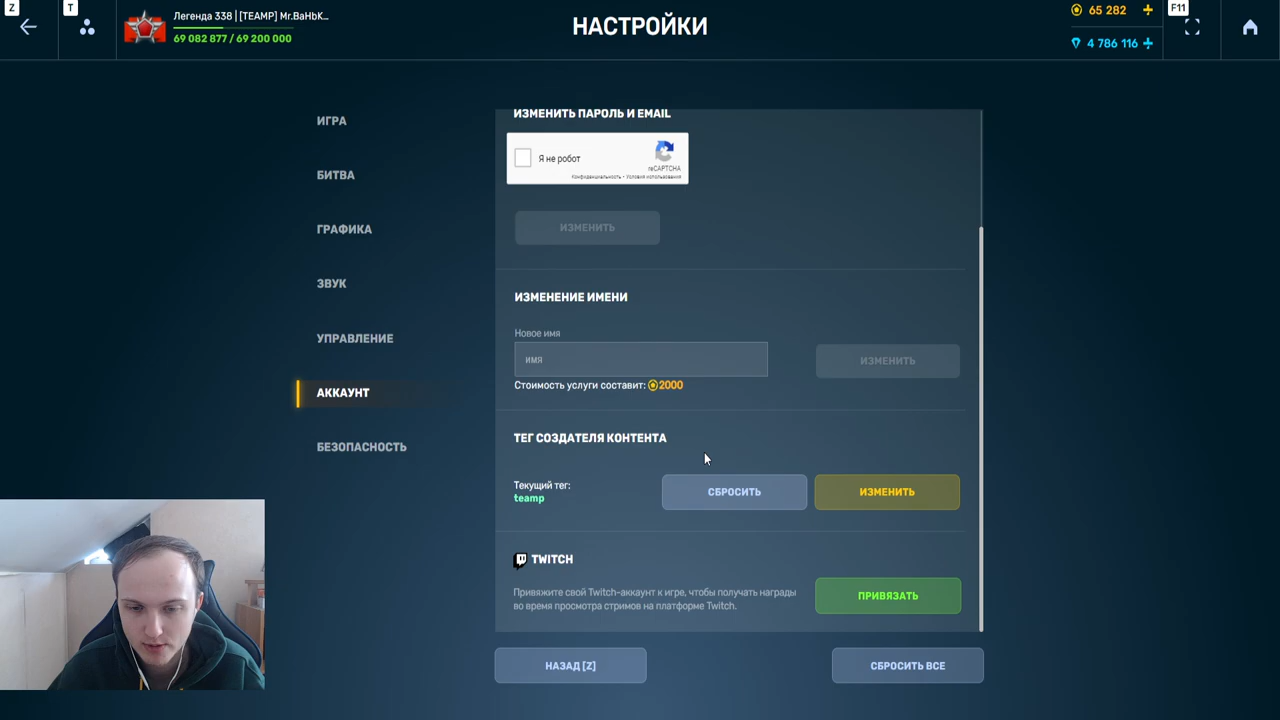 Z
T
Легенда 338 | [TEAMP] Mr.BaHbK...
69 082 877 / 69 200 000
НАСТРОЙКИ
65 282
4 786 116
F11
ИГРА
БИТВА
ГРАФИКА
ЗВУК
УПРАВЛЕНИЕ
АККАУНТ
БЕЗОПАСНОСТЬ
ИЗМЕНИТЬ ПАРОЛЬ И EMAIL
Я не робот
reCAPTCHA
Конфиденциальность • Условия использования
ИЗМЕНИТЬ
ИЗМЕНЕНИЕ ИМЕНИ
Новое имя
имя
ИЗМЕНИТЬ
Стоимость услуги составит: 2000
ТЕГ СОЗДАТЕЛЯ КОНТЕНТА
Текущий тег:
teamp
СБРОСИТЬ
ИЗМЕНИТЬ
TWITCH
Привяжите свой Twitch-аккаунт к игре, чтобы получать награды
во время просмотра стримов на платформе Twitch.
ПРИВЯЗАТЬ
НАЗАД [Z]
СБРОСИТЬ ВСЕ